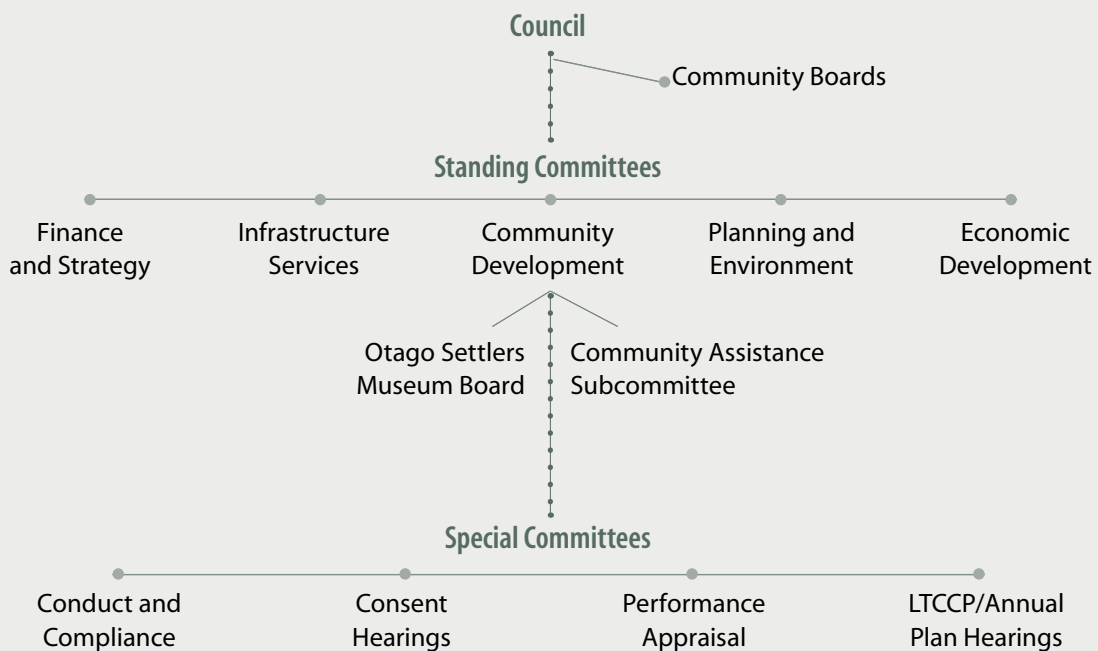 Council
Community Boards
Standing Committees
Finance
and Strategy
Infrastructure
Services
Community
Development
Planning and
Environment
Economic
Development
Otago Settlers
Museum Board
Community Assistance
Subcommittee
Special Committees
Conduct and
Compliance
Consent
Hearings
Performance
Appraisal
LTCCP/Annual
Plan Hearings